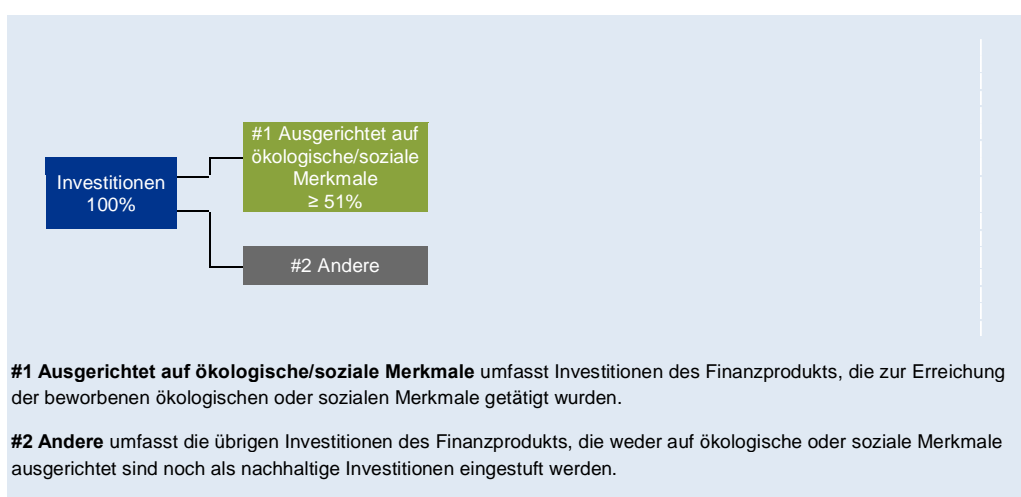 #1 Ausgerichtet auf
ökologische/soziale
Merkmale
≥ 51%
Investitionen
100%
#2 Andere
#1 Ausgerichtet auf ökologische/soziale Merkmale umfasst Investitionen des Finanzprodukts, die zur Erreichung
der beworbenen ökologischen oder sozialen Merkmale getätigt wurden.
#2 Andere umfasst die übrigen Investitionen des Finanzprodukts, die weder auf ökologische oder soziale Merkmale
ausgerichtet sind noch als nachhaltige Investitionen eingestuft werden.